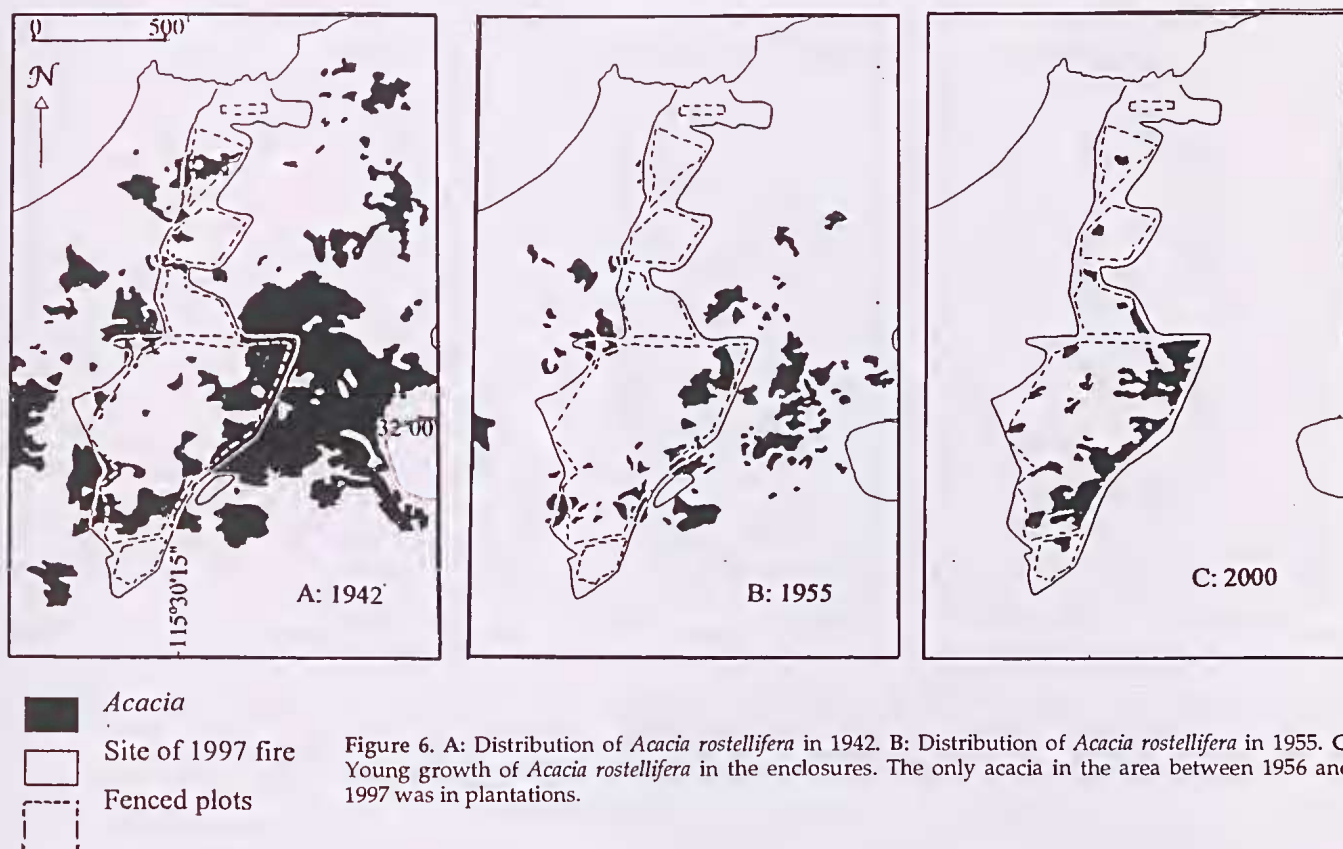 0 500'
N
32°00'
115°30'15"
A: 1942
B: 1955
C: 2000
Acacia
Site of 1997 fire
Fenced plots
Figure 6. A: Distribution of Acacia rostellifera in 1942. B: Distribution of Acacia rostellifera in 1955. C
Young growth of Acacia rostellifera in the enclosures. The only acacia in the area between 1956 and
1997 was in plantations.